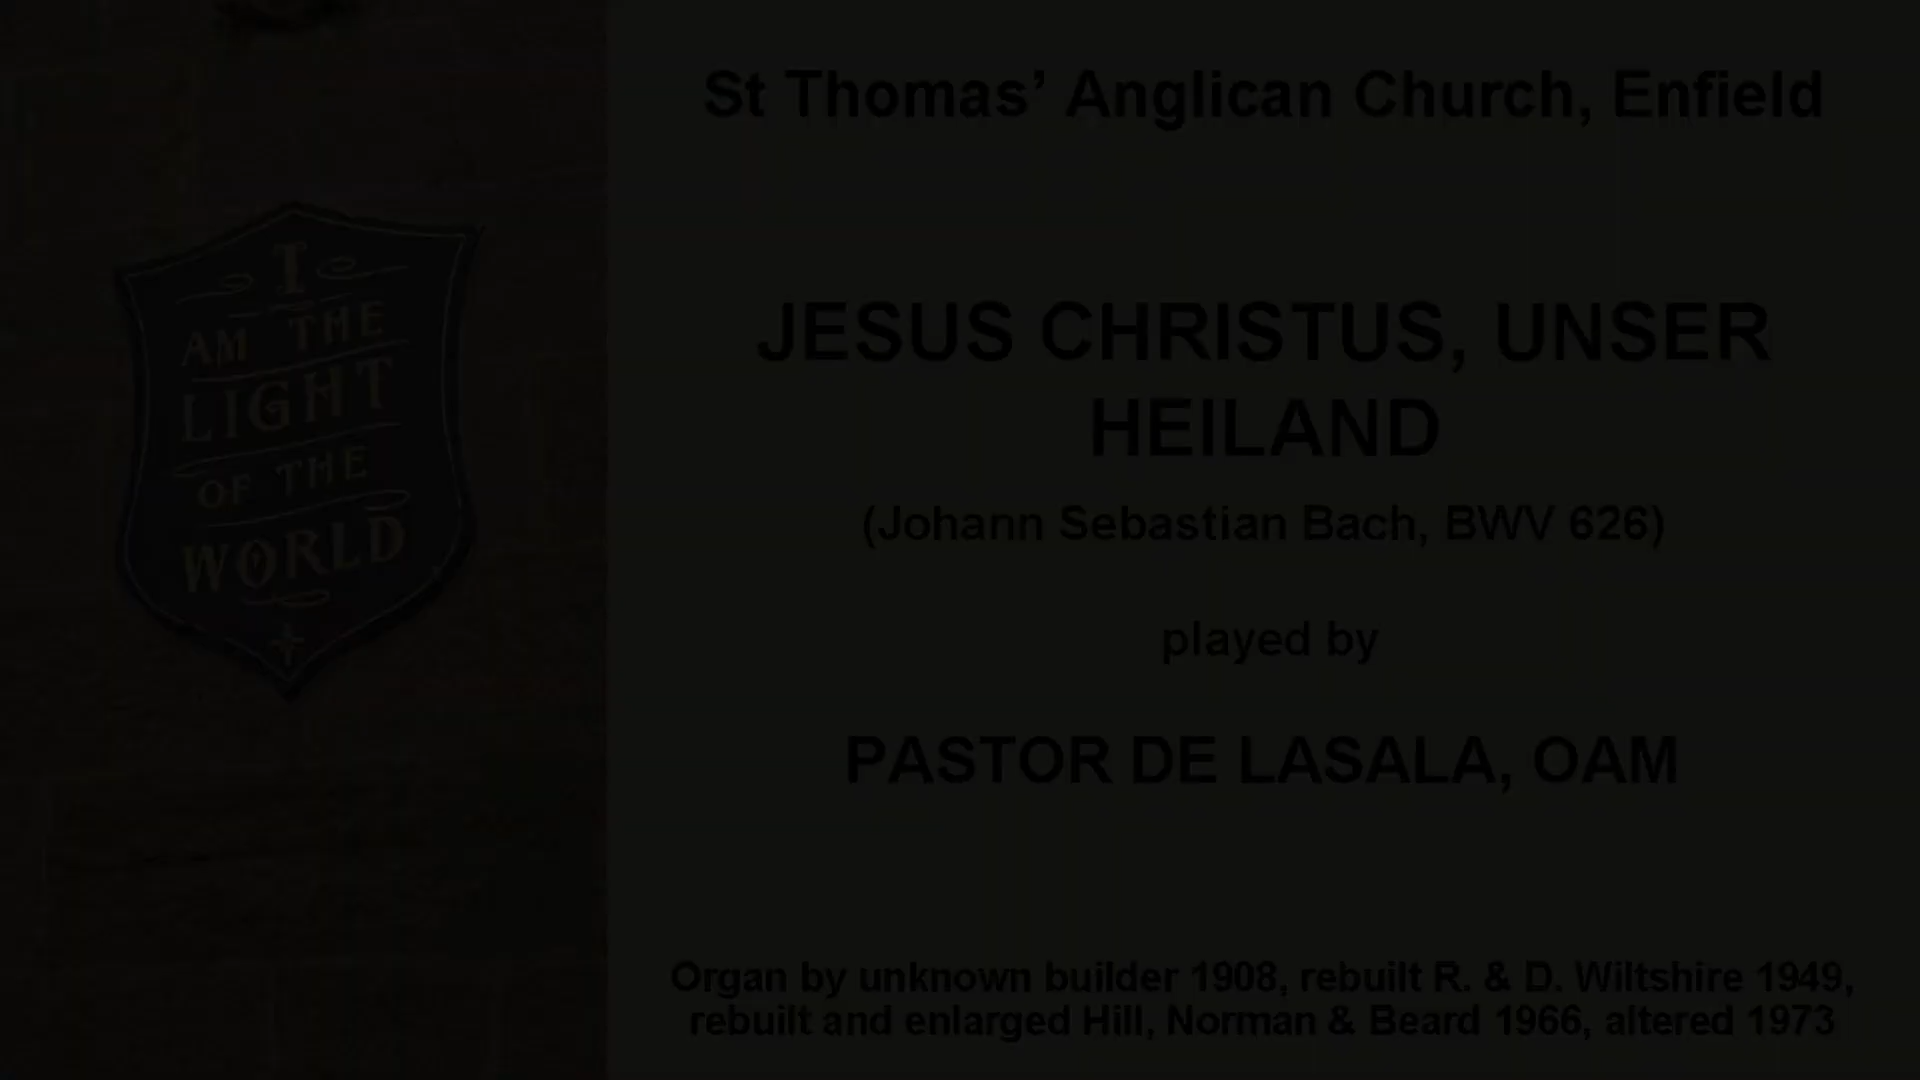 I
AM THE
LIGHT
OF THE
WORLD
St Thomas’ Anglican Church, Enfield
JESUS CHRISTUS, UNSER
HEILAND
(Johann Sebastian Bach, BWV 626)
played by
PASTOR DE LASALA, OAM
Organ by unknown builder 1908, rebuilt R. & D. Wiltshire 1949,
rebuilt and enlarged Hill, Norman & Beard 1966, altered 1973